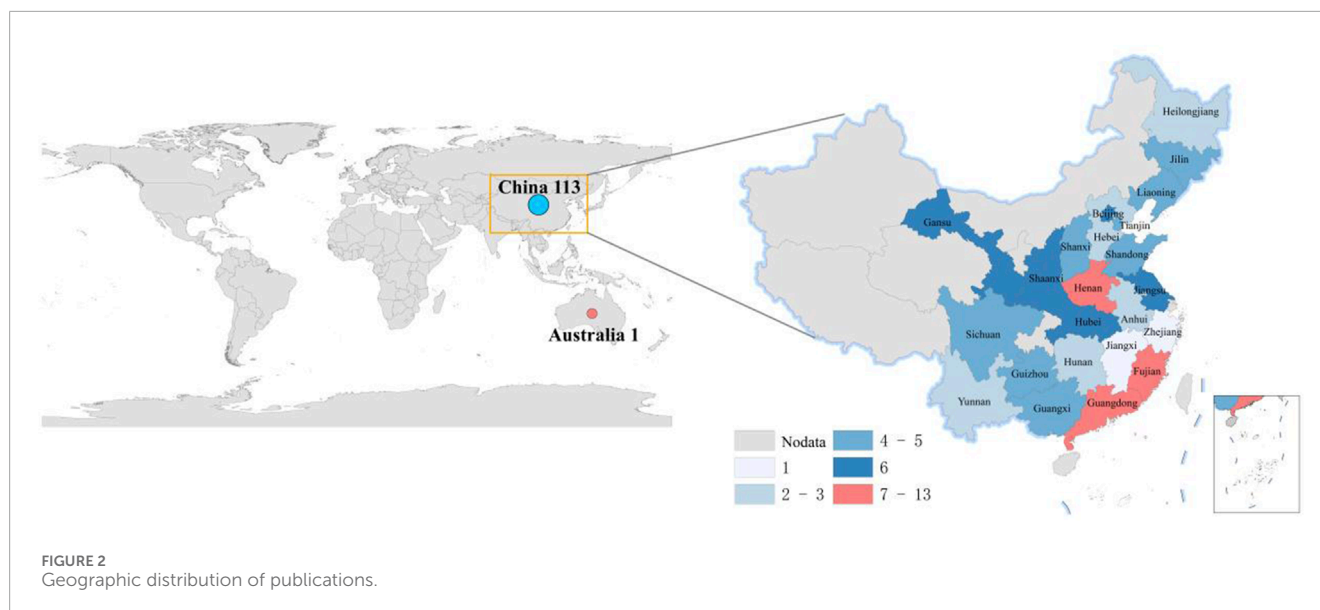 China 113
Australia 1
Heilongjiang
Jilin
Liaoning
Beijing
Tianjin
Hebei
Shanxi
Shandong
Gansu
Shaanxi
Henan
Jiangsu
Anhui
Hubei
Zhejiang
Sichuan
Jiangxi
Hunan
Fujian
Guizhou
Guangdong
Yunnan
Guangxi
Nodata
4 - 5
1
6
2 - 3
7 - 13
FIGURE 2
Geographic distribution of publications.